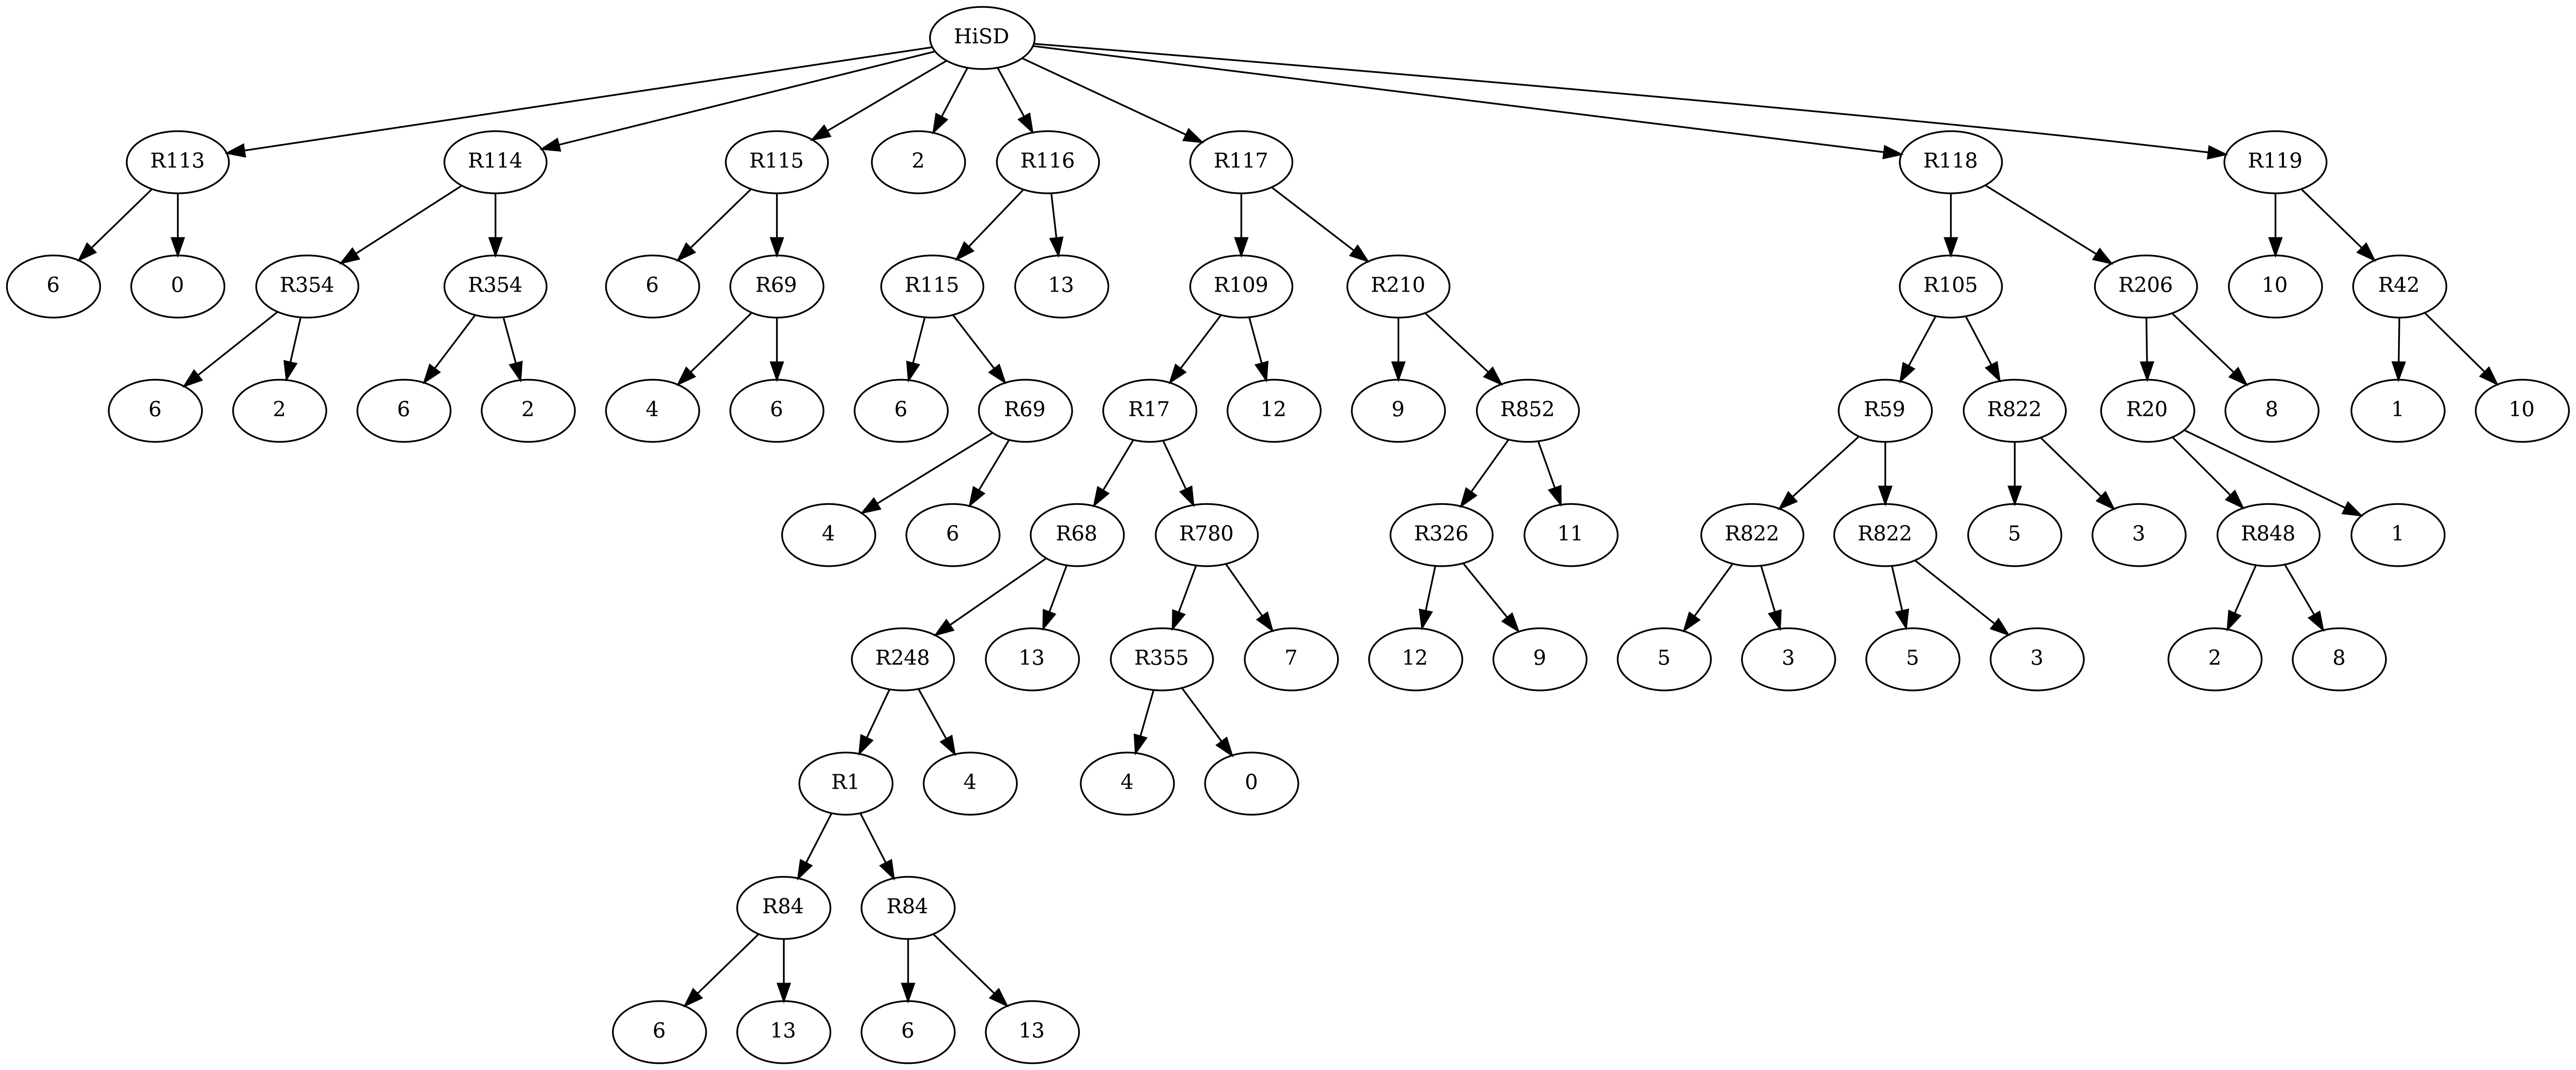 HiSD
R113 R114 R115 2 R116 R117 R118 R119
6 0 R354 R354 6 R69 R115 13 R109 R210 R105 R206 10 R42
6 2 6 2 4 6 6 R69 R17 12 9 R852 R59 R822 R20 8 1 10
4 6 R68 R780 R326 11 R822 R822 5 3 R848 1
R248 13 R355 7 12 9 5 3 5 3 2 8
R1 4 4 0
R84 R84
6 13 6 13